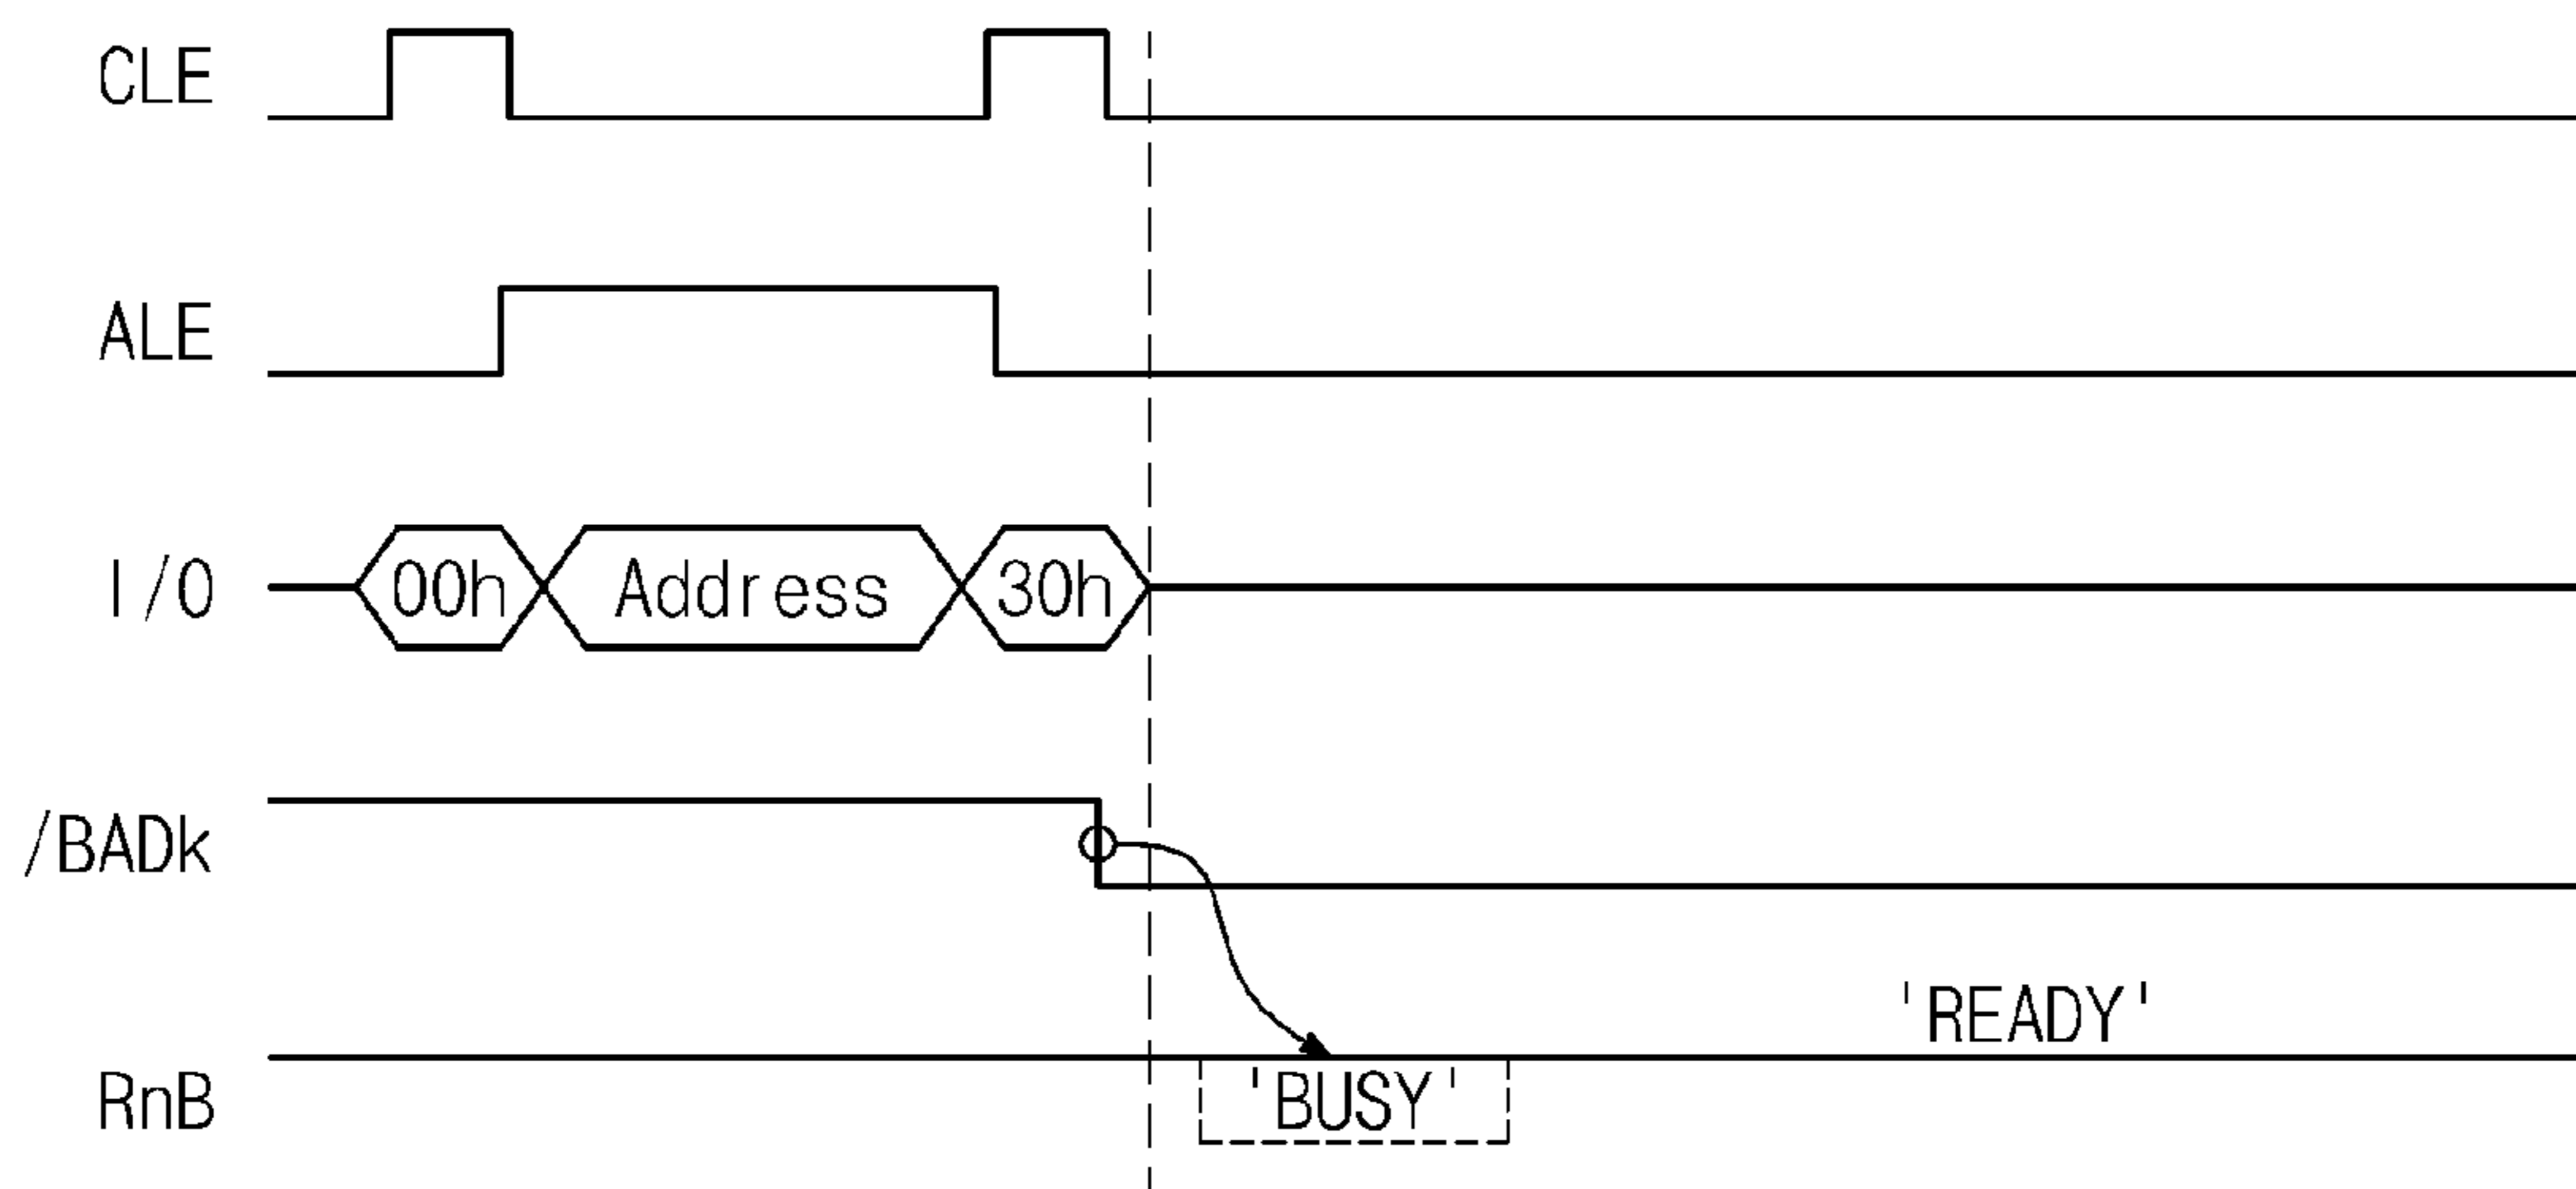 CLE
ALE
I/O 00h Address 30h
/BADk
'READY'
RnB 'BUSY'